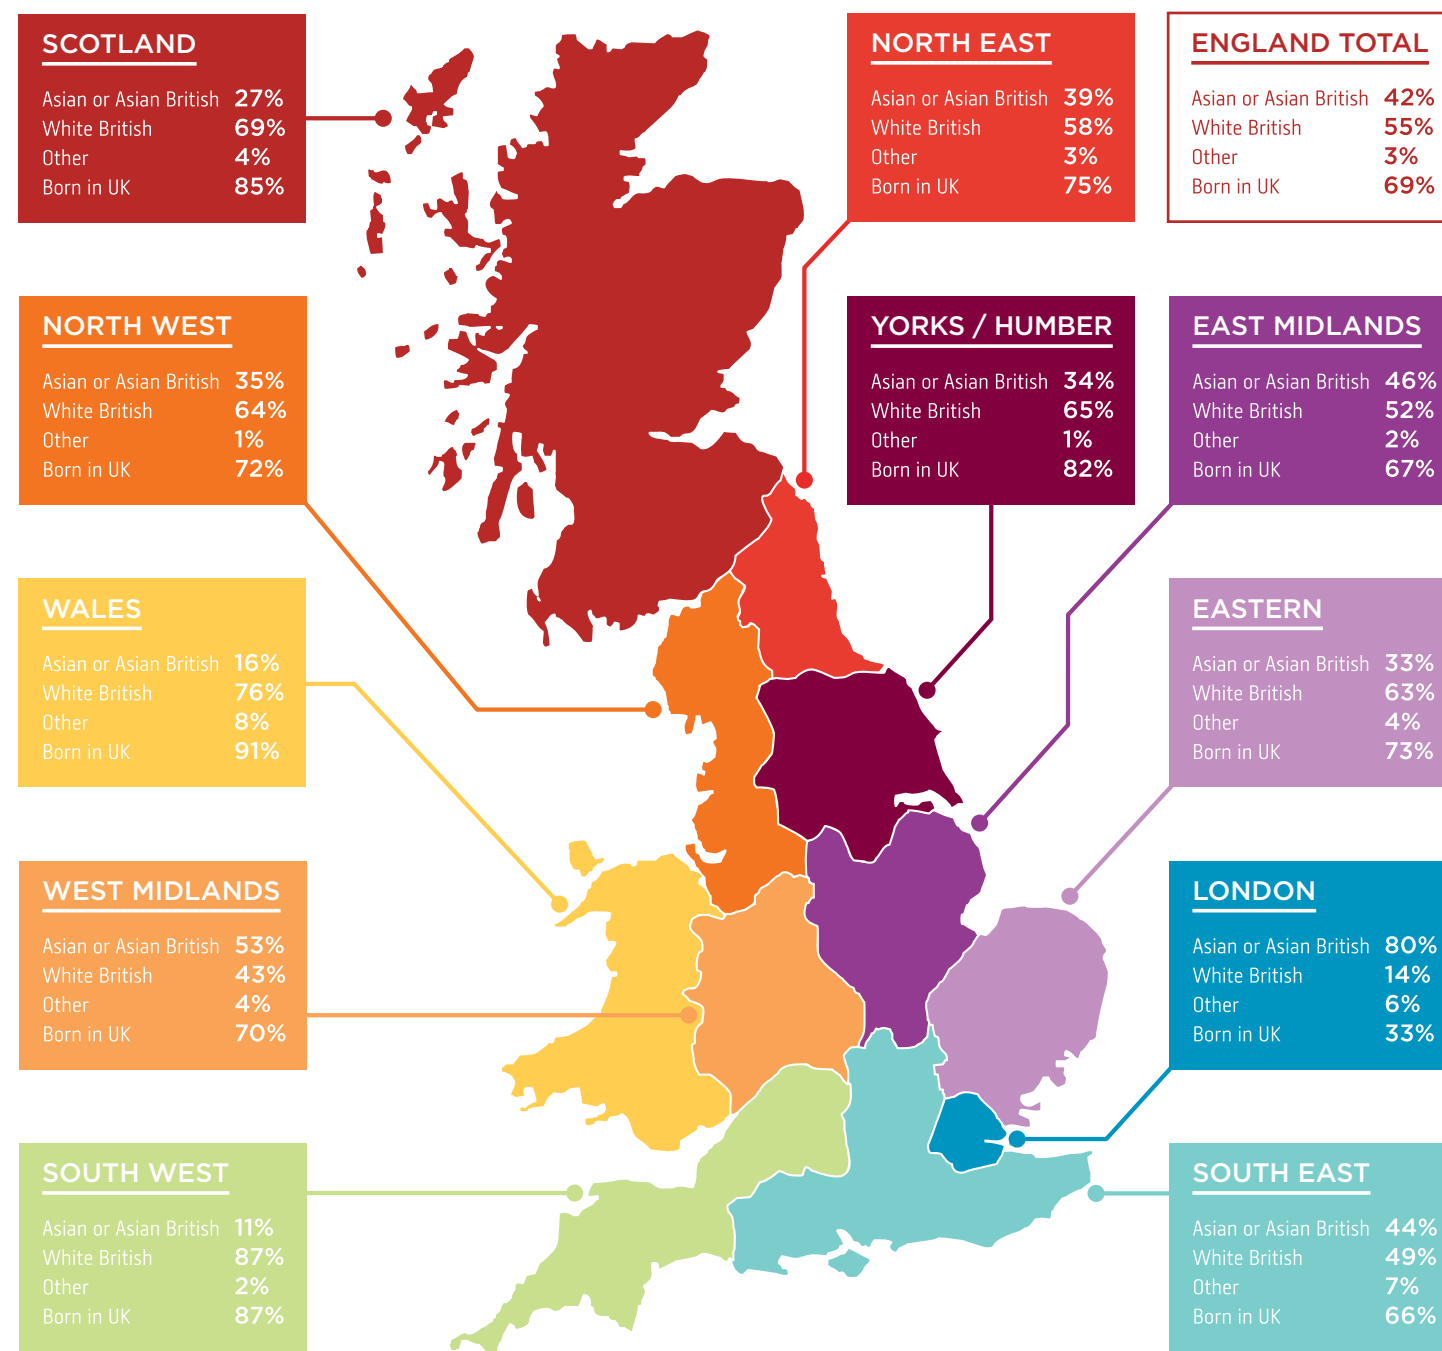 SCOTLAND
Asian or Asian British 27%
White British 69%
Other 4%
Born in UK 85%
NORTH EAST
Asian or Asian British 39%
White British 58%
Other 3%
Born in UK 75%
ENGLAND TOTAL
Asian or Asian British 42%
White British 55%
Other 3%
Born in UK 69%
NORTH WEST
Asian or Asian British 35%
White British 64%
Other 1%
Born in UK 72%
YORKS / HUMBER
Asian or Asian British 34%
White British 65%
Other 1%
Born in UK 82%
EAST MIDLANDS
Asian or Asian British 46%
White British 52%
Other 2%
Born in UK 67%
WALES
Asian or Asian British 16%
White British 76%
Other 8%
Born in UK 91%
EASTERN
Asian or Asian British 33%
White British 63%
Other 4%
Born in UK 73%
WEST MIDLANDS
Asian or Asian British 53%
White British 43%
Other 4%
Born in UK 70%
LONDON
Asian or Asian British 80%
White British 14%
Other 6%
Born in UK 33%
SOUTH WEST
Asian or Asian British 11%
White British 87%
Other 2%
Born in UK 87%
SOUTH EAST
Asian or Asian British 44%
White British 49%
Other 7%
Born in UK 66%